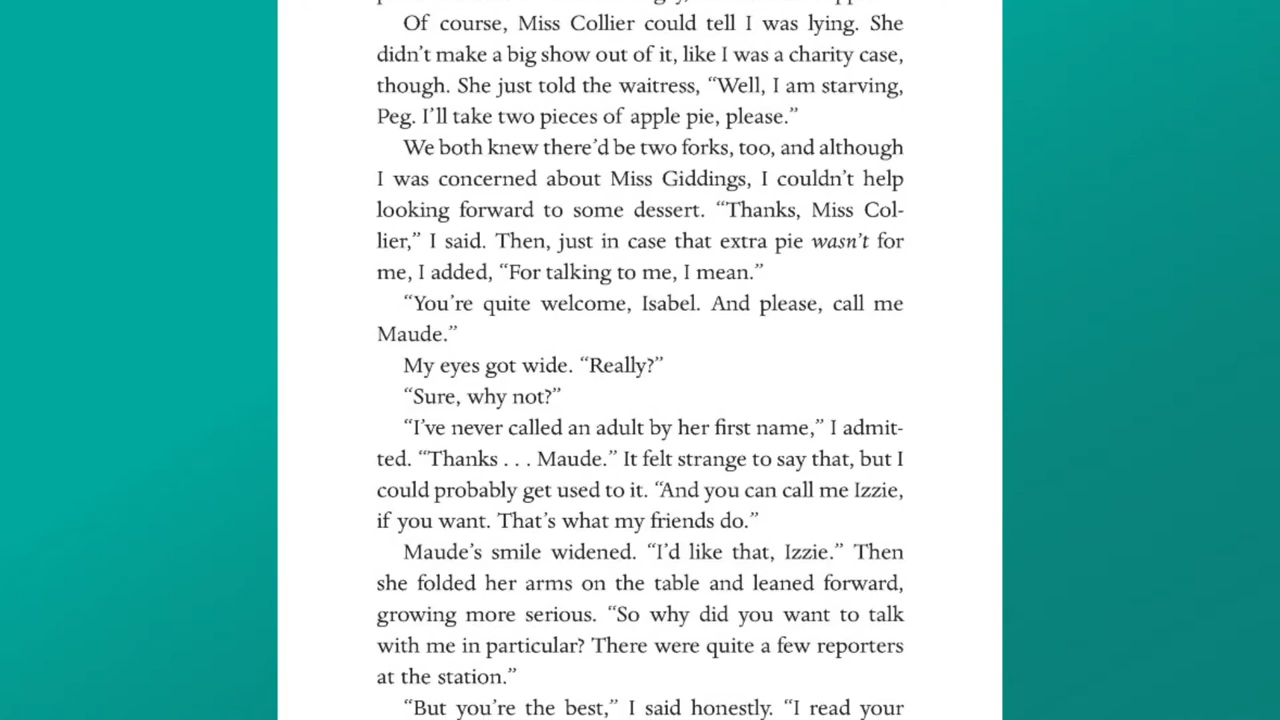 Of course, Miss Collier could tell I was lying. She
didn’t make a big show out of it, like I was a charity case,
though. She just told the waitress, “Well, I am starving,
Peg. I’ll take two pieces of apple pie, please.”
We both knew there’d be two forks, too, and although
I was concerned about Miss Giddings, I couldn’t help
looking forward to some dessert. “Thanks, Miss Col-
lier,” I said. Then, just in case that extra pie wasn’t for
me, I added, “For talking to me, I mean.”
“You’re quite welcome, Isabel. And please, call me
Maude.”
My eyes got wide. “Really?”
“Sure, why not?”
“I’ve never called an adult by her first name,” I admit-
ted. “Thanks . . . Maude.” It felt strange to say that, but I
could probably get used to it. “And you can call me Izzie,
if you want. That’s what my friends do.”
Maude’s smile widened. “I’d like that, Izzie.” Then
she folded her arms on the table and leaned forward,
growing more serious. “So why did you want to talk
with me in particular? There were quite a few reporters
at the station.”
“But you’re the best,” I said honestly. “I read your